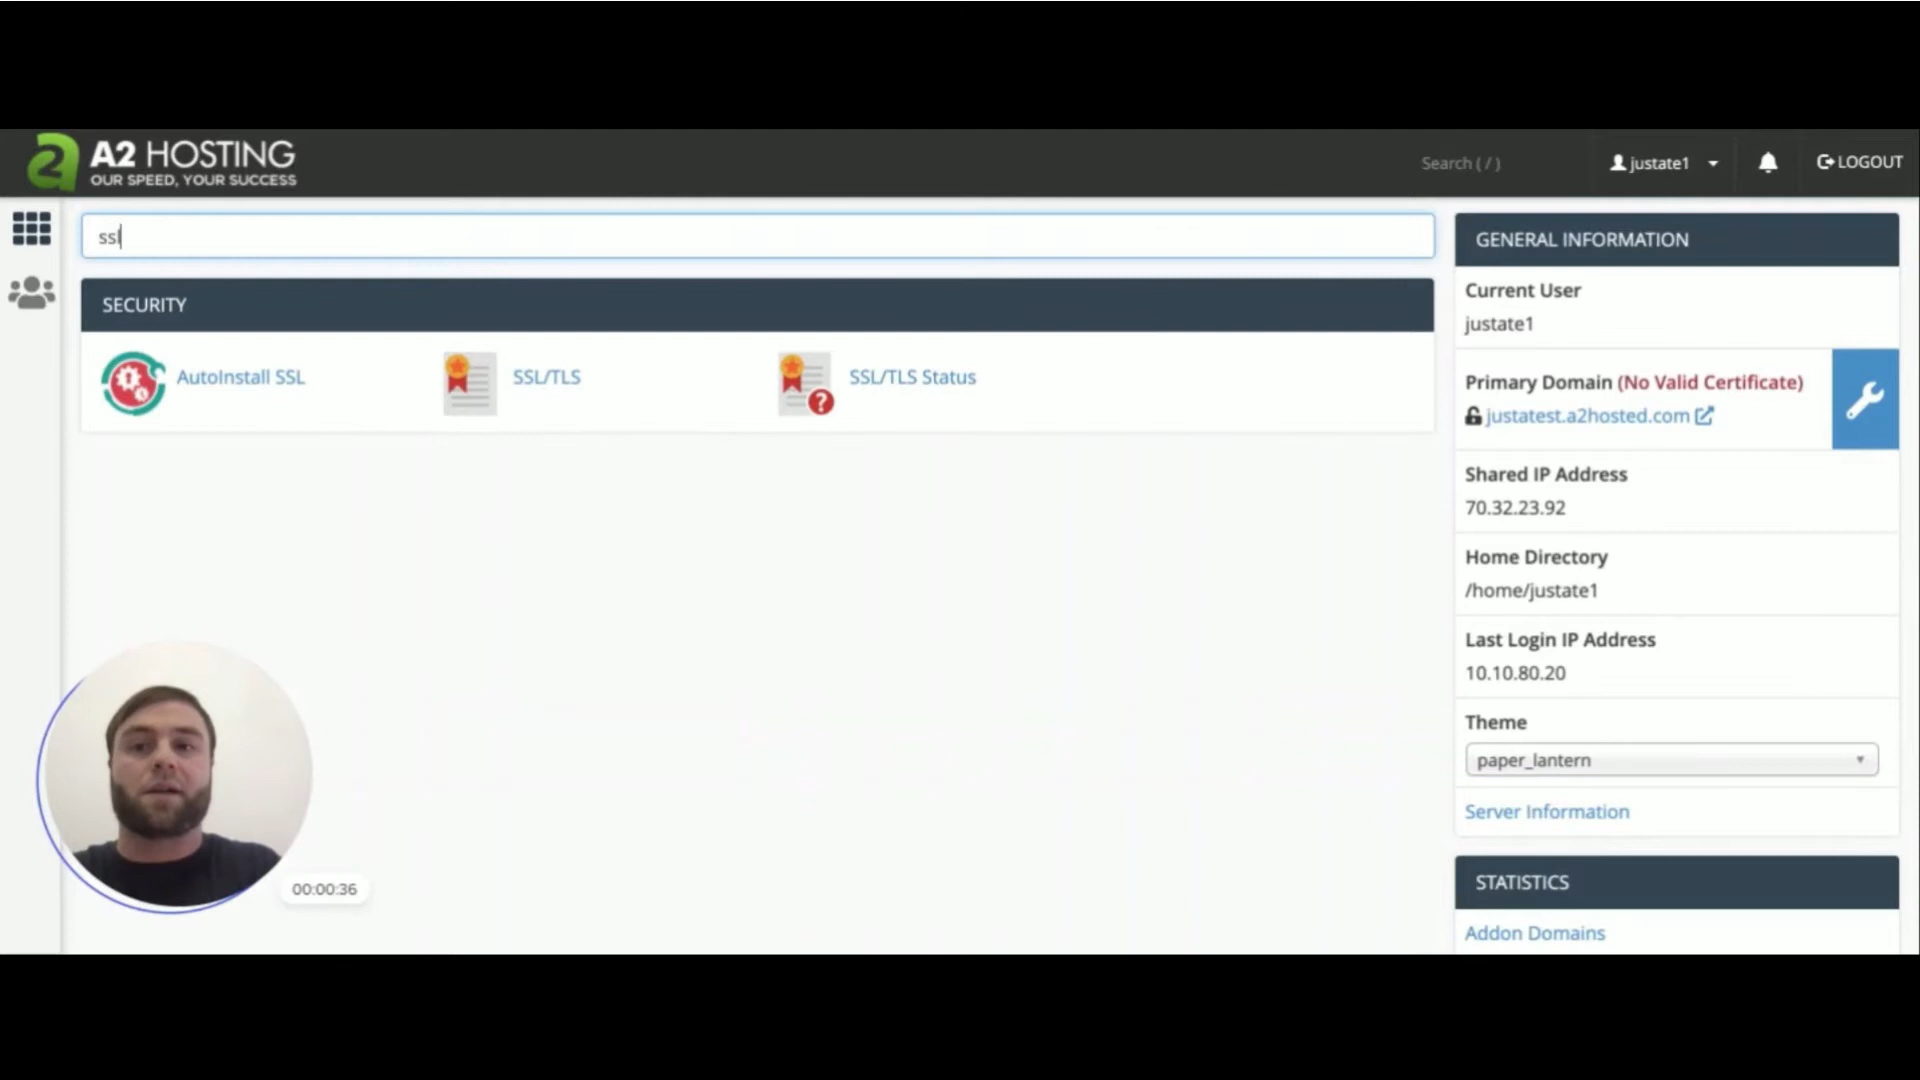 A2 HOSTING
OUR SPEED, YOUR SUCCESS
Search ( / )
justate1
LOGOUT
ssl
SECURITY
AutoInstall SSL
SSL/TLS
SSL/TLS Status
GENERAL INFORMATION
Current User
justate1
Primary Domain (No Valid Certificate)
justatest.a2hosted.com
Shared IP Address
70.32.23.92
Home Directory
/home/justate1
Last Login IP Address
10.10.80.20
Theme
paper_lantern
Server Information
STATISTICS
Addon Domains
00:00:36